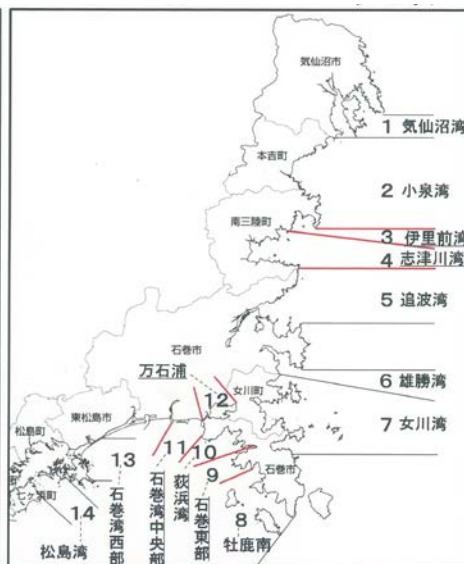 気仙沼市
1 気仙沼湾
本吉町
2 小泉湾
南三陸町
3 伊里前湾
4 志津川湾
5 追波湾
石巻市
万石浦
女川町
12
6 雄勝湾
東松島市
7 女川湾
松島町
石巻市
七ヶ浜町
13
石巻湾西部
11
石巻湾中央部
10
荻浜湾
9
石巻東部
8
牡鹿南
14
松島湾